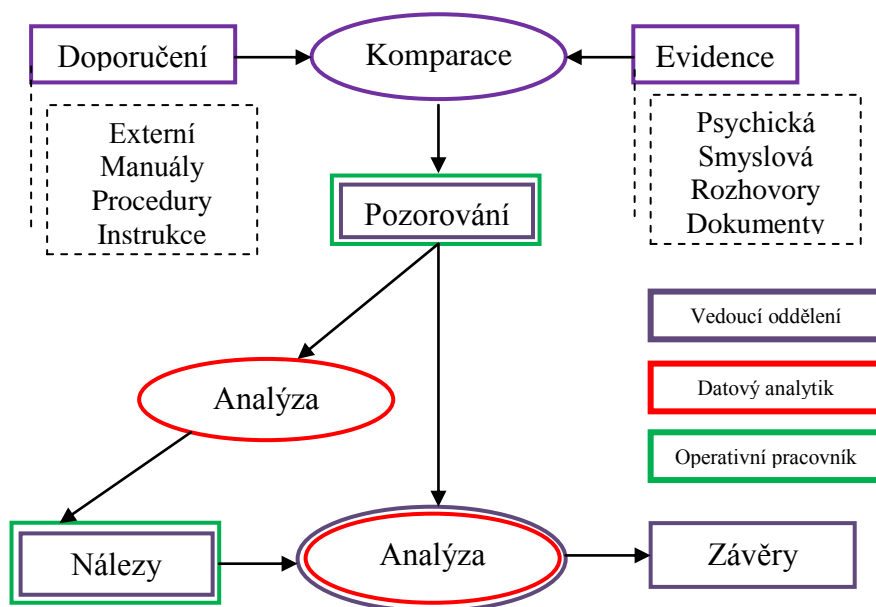 Doporučení
Komparace
Evidence
Externí
Manuály
Procedury
Instrukce
Psychická
Smyslová
Rozhovory
Dokumenty
Pozorování
Vedoucí oddělení
Datový analytik
Operativní pracovník
Analýza
Nálezy
Analýza
Závěry